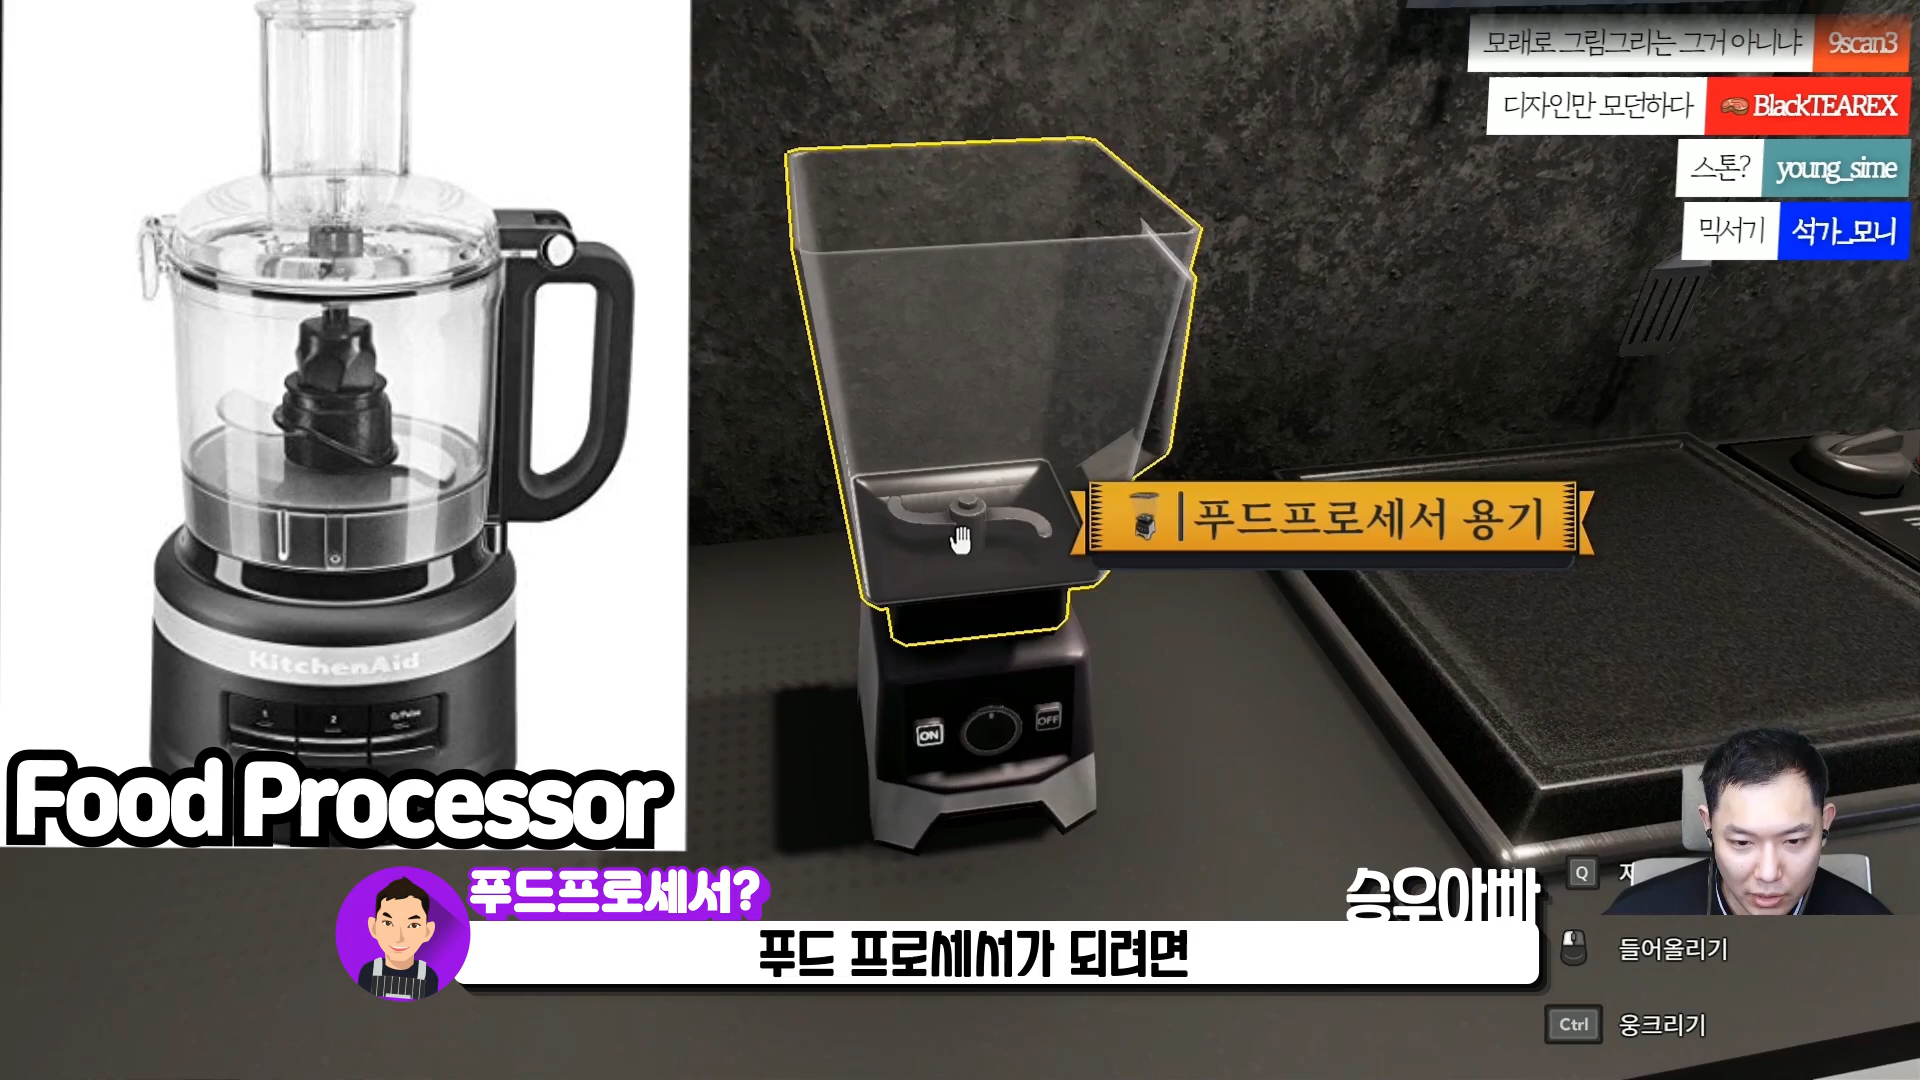 모래로 그림그리는 그거 아니냐 9scan3
디자인만 모던하다 BlackTEAREX
스톤? young_sime
믹서기 석가_모니
푸드프로세서 용기
KitchenAid
1 2
ON OFF
Food Processor
푸드프로세서?
승우아빠
푸드 프로세서가 되려면
Q
들어올리기
Ctrl 웅크리기